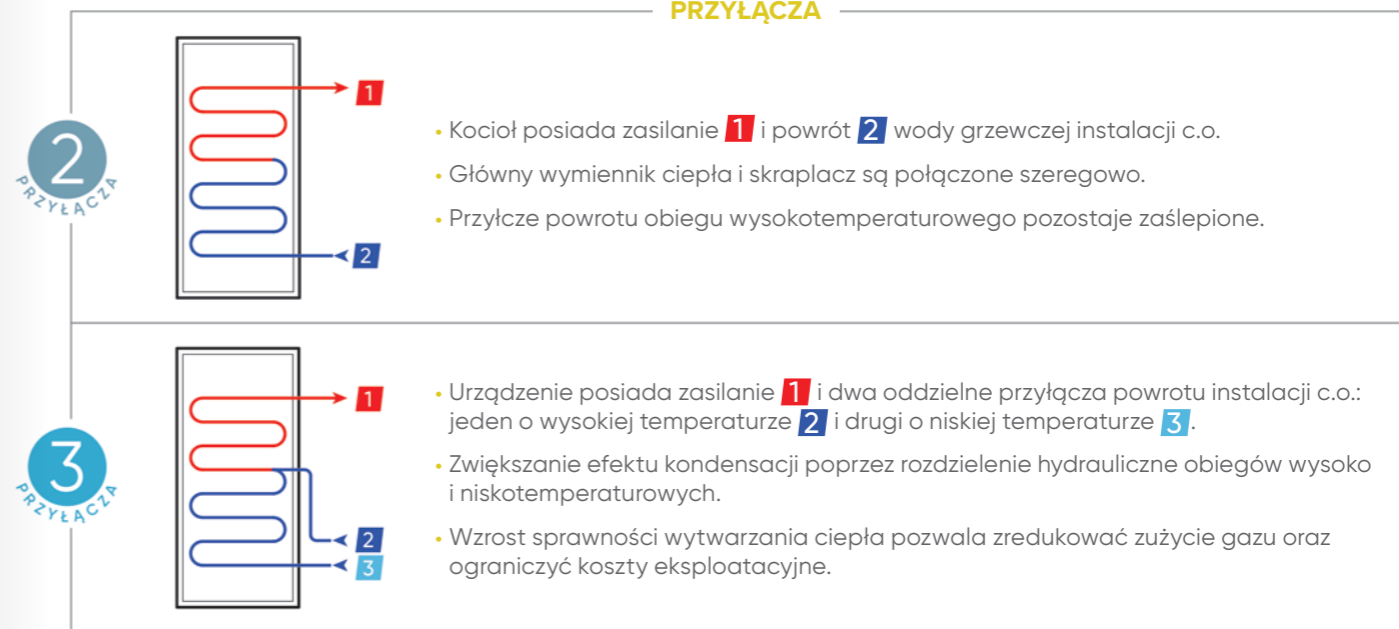 PRZYŁĄCZA
1
2
PRZYŁĄCZA
2
• Kocioł posiada zasilanie 1 i powrót 2 wody grzewczej instalacji c.o.
• Główny wymiennik ciepła i skraplacz są połączone szeregowo.
• Przyłcze powrotu obiegu wysokotemperaturowego pozostaje zaślepione.
1
3
PRZYŁĄCZA
2
3
• Urządzenie posiada zasilanie 1 i dwa oddzielne przyłącza powrotu instalacji c.o.:
jeden o wysokiej temperaturze 2 i drugi o niskiej temperaturze 3.
• Zwiększanie efektu kondensacji poprzez rozdzielenie hydrauliczne obiegów wysoko
i niskotemperaturowych.
• Wzrost sprawności wytwarzania ciepła pozwala zredukować zużycie gazu oraz
ograniczyć koszty eksploatacyjne.